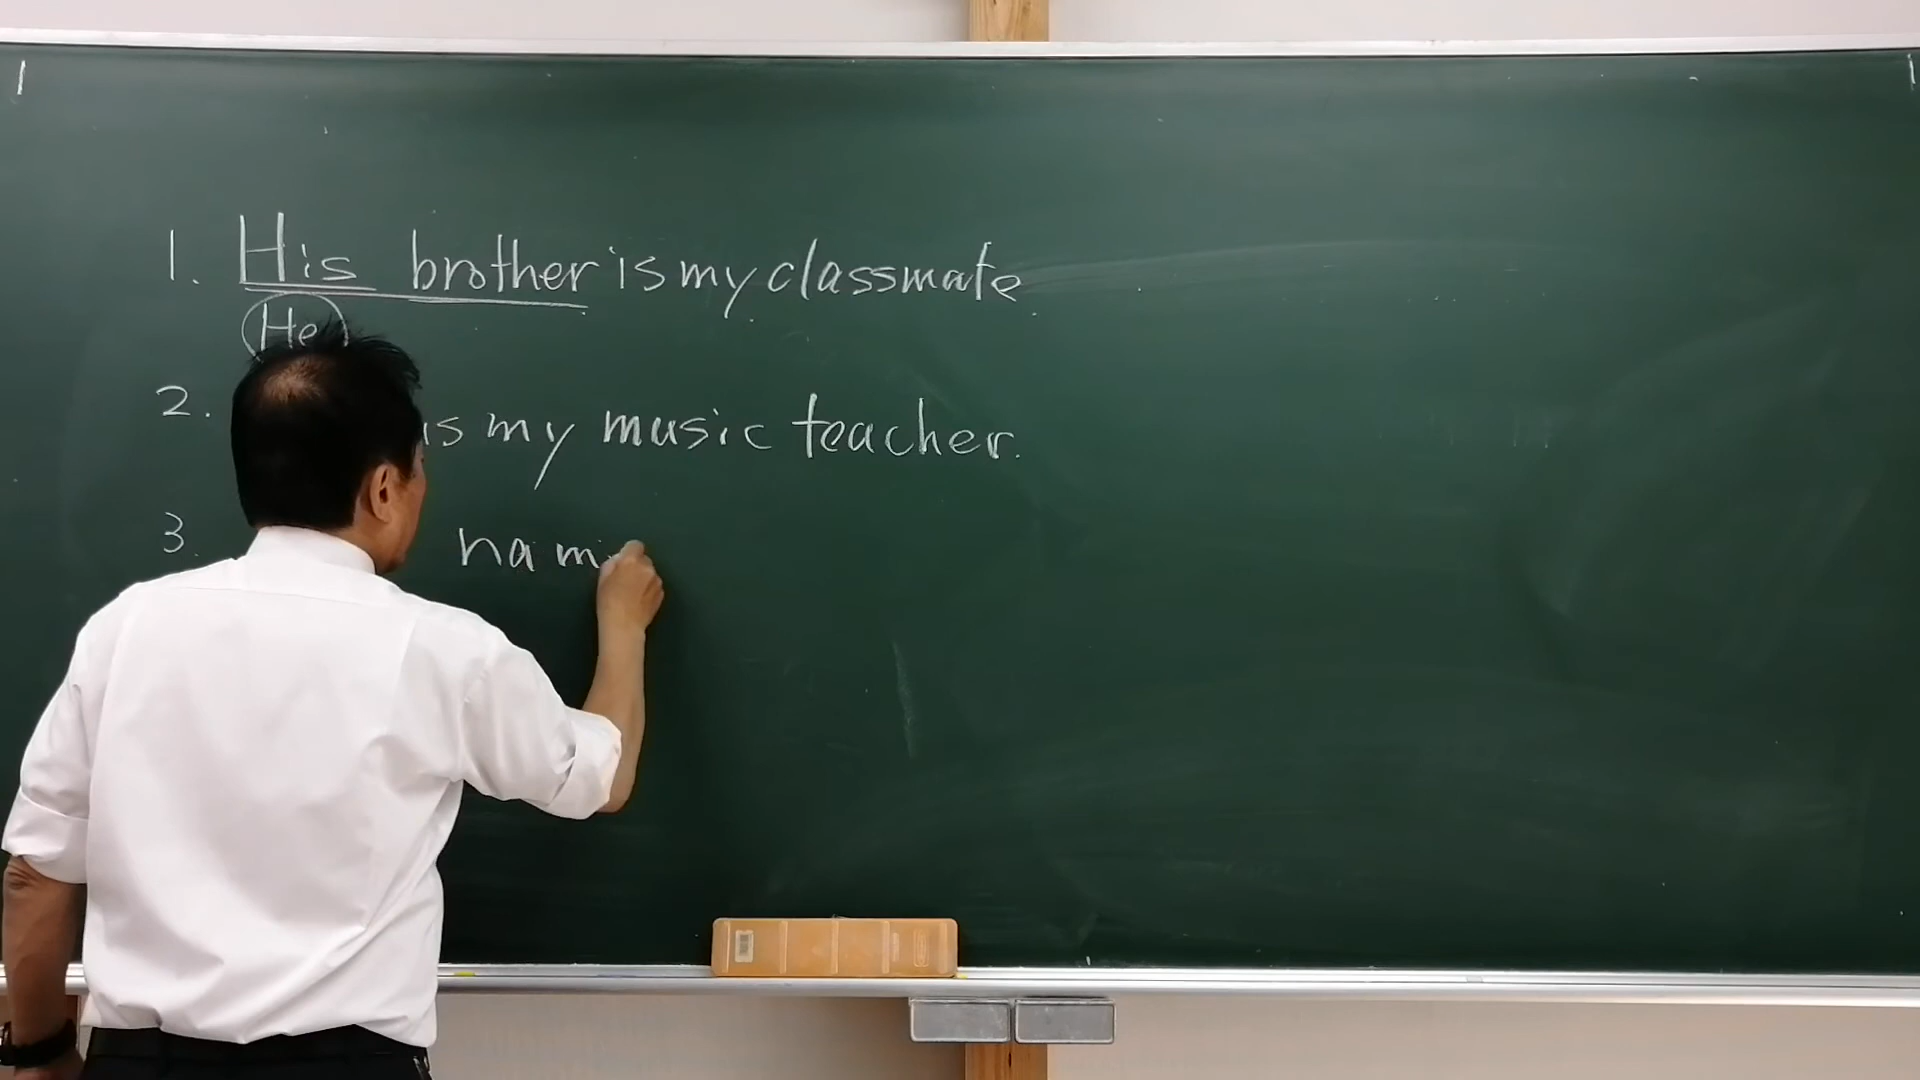 1. His brother is my classmate.
He
2. is my music teacher.
3. nam